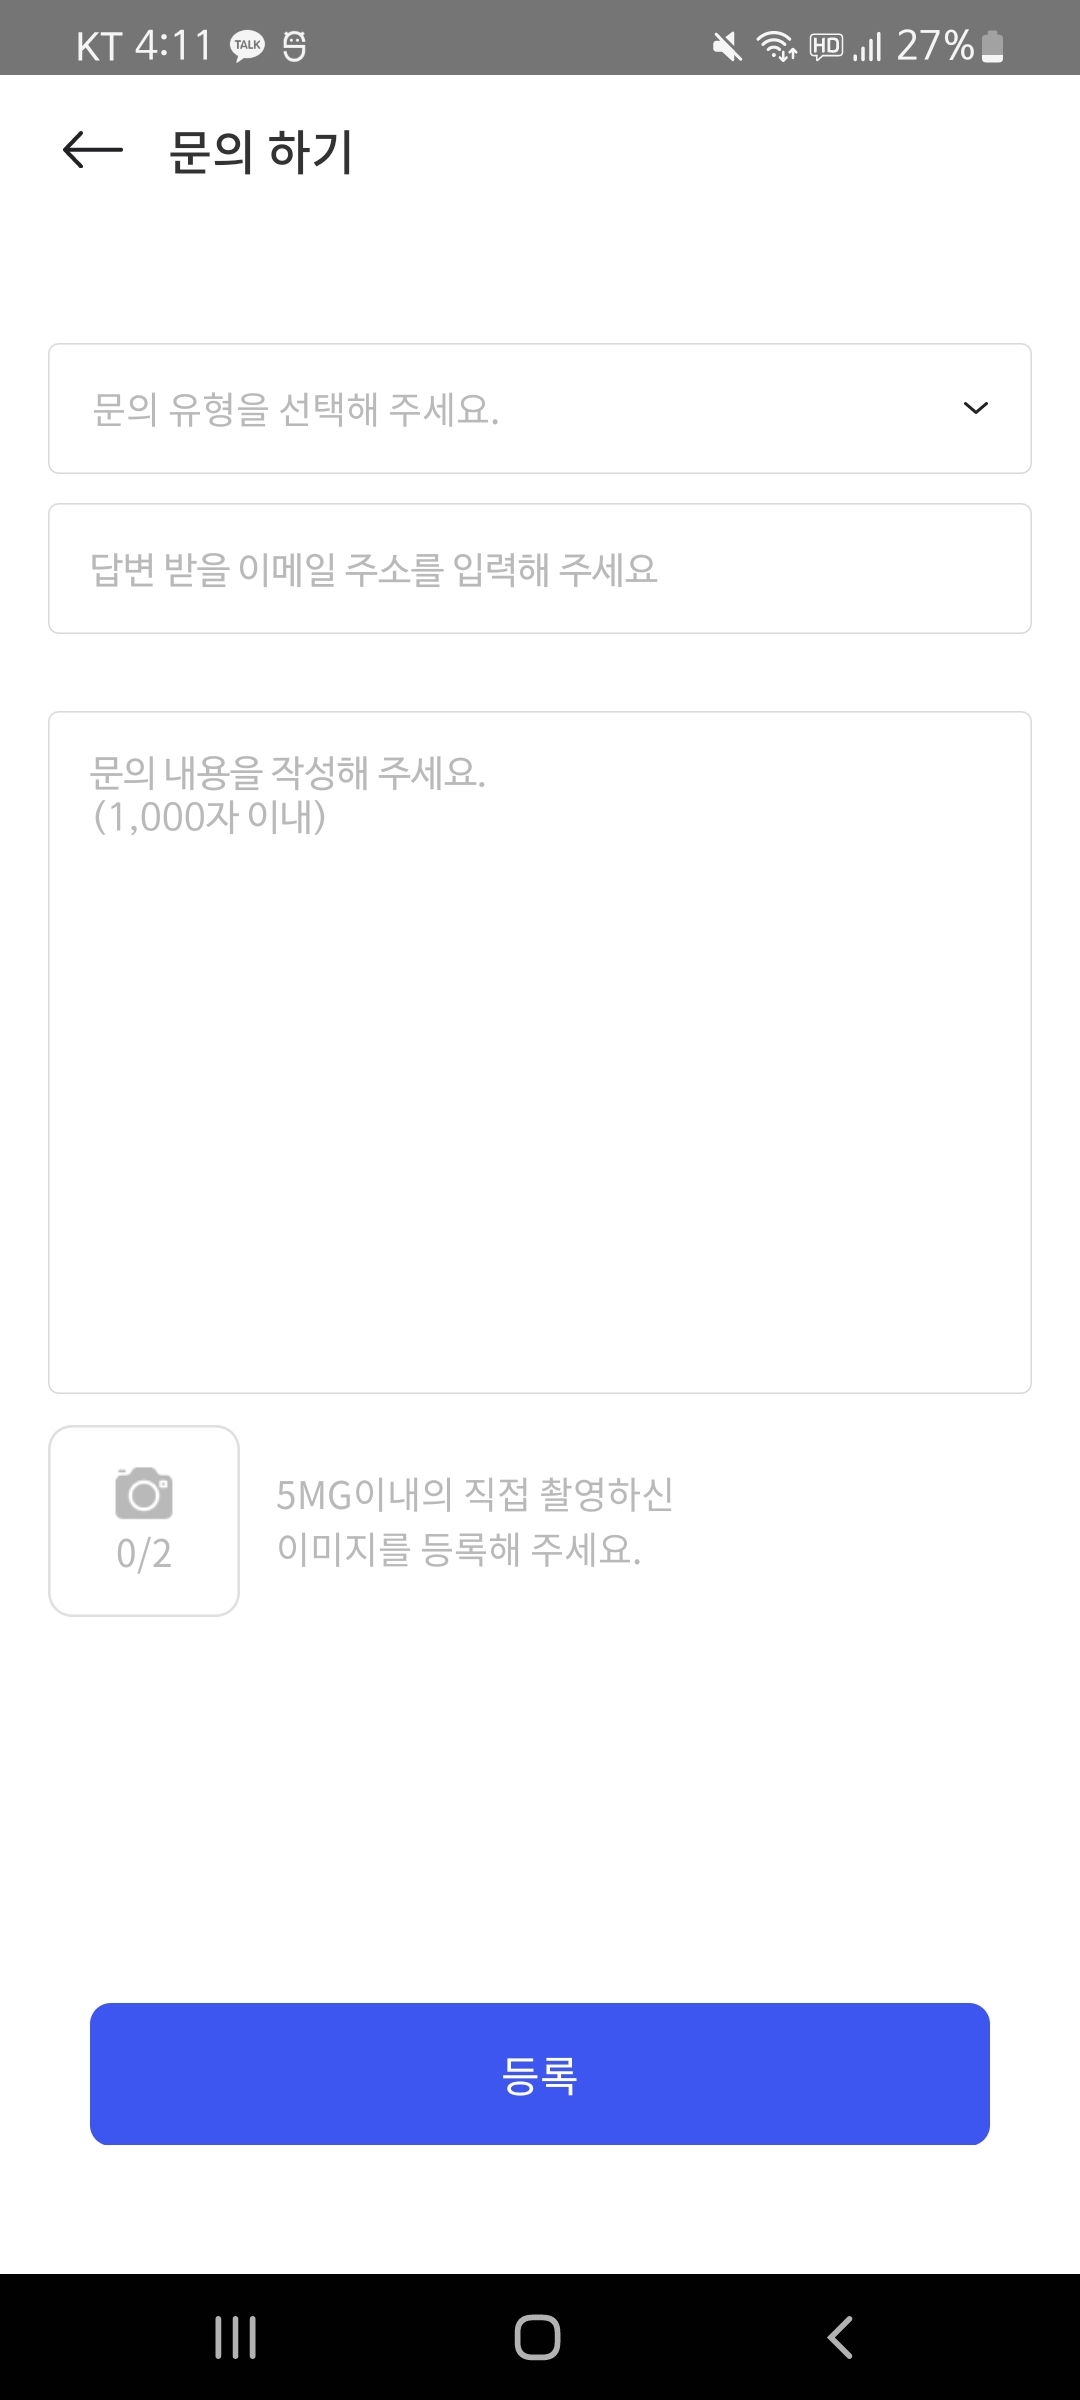 KT 4:11 TALK HD 27%
문의 하기
문의 유형을 선택해 주세요.
답변 받을 이메일 주소를 입력해 주세요
문의 내용을 작성해 주세요.
(1,000자 이내)
5MG이내의 직접 촬영하신
이미지를 등록해 주세요.
0/2
등록